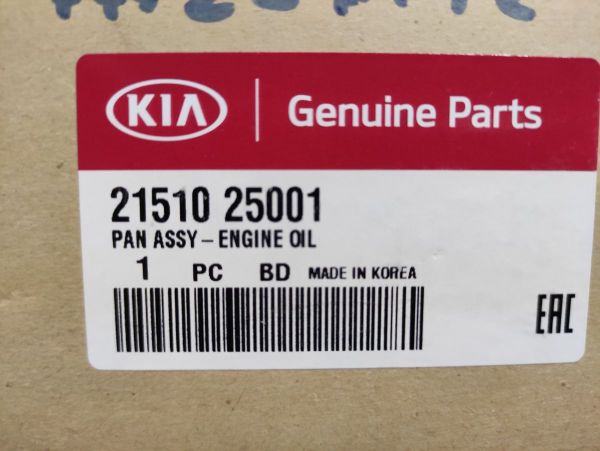 KIA Genuine Parts
21510 25001
PAN ASSY – ENGINE OIL
1 PC BD MADE IN KOREA
EAC